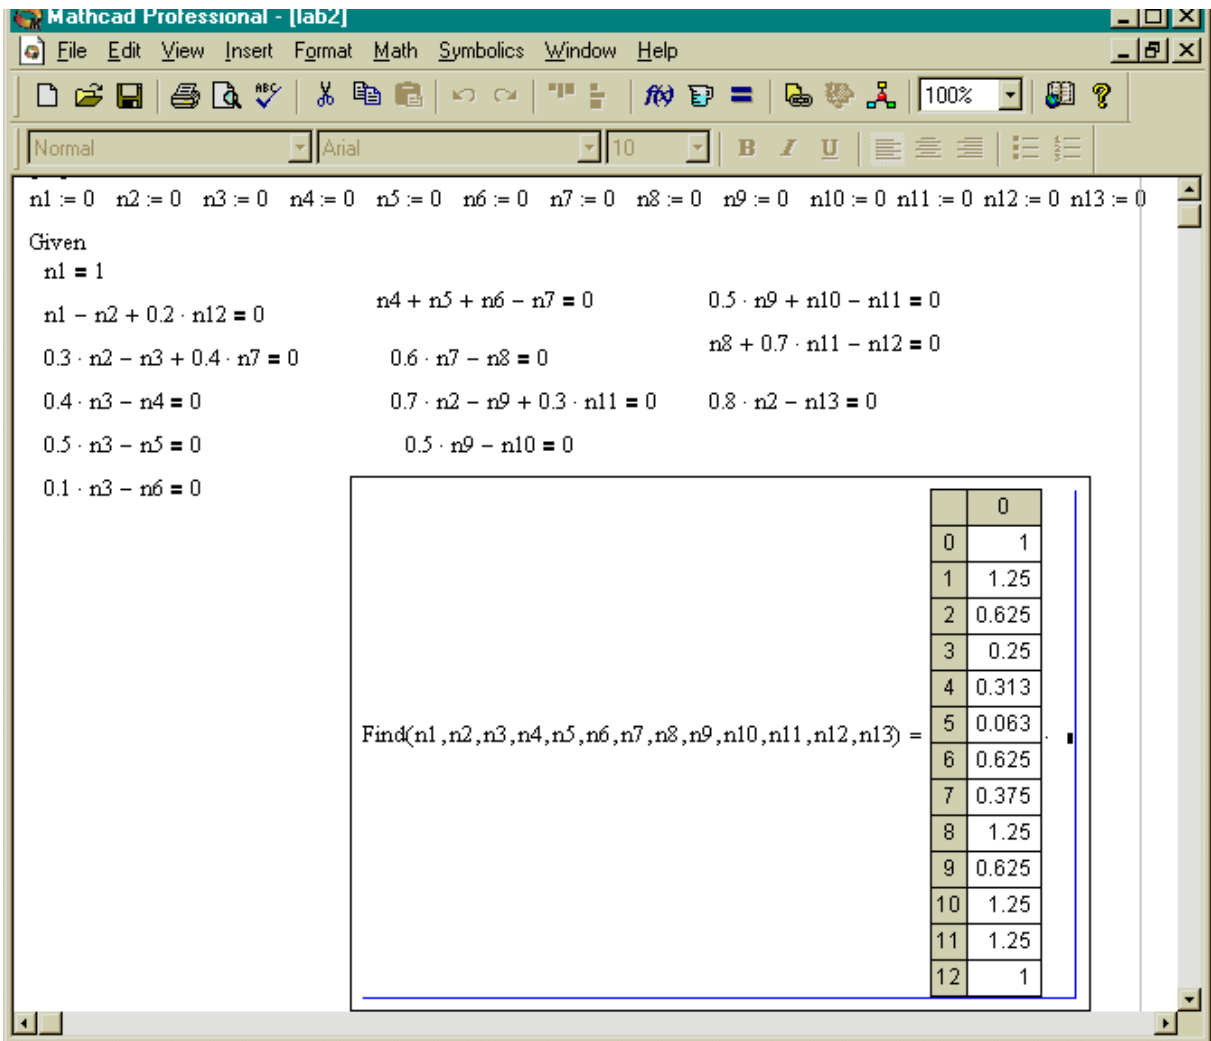 Mathcad Professional - [lab2]
File Edit View Insert Format Math Symbolics Window Help
ABC f(x) 100%
Normal Arial 10 B I U
n1 := 0 n2 := 0 n3 := 0 n4 := 0 n5 := 0 n6 := 0 n7 := 0 n8 := 0 n9 := 0 n10 := 0 n11 := 0 n12 := 0 n13 := 0
Given
n1 = 1
n1 − n2 + 0.2 · n12 = 0
0.3 · n2 − n3 + 0.4 · n7 = 0
0.4 · n3 − n4 = 0
0.5 · n3 − n5 = 0
0.1 · n3 − n6 = 0
n4 + n5 + n6 − n7 = 0
0.6 · n7 − n8 = 0
0.7 · n2 − n9 + 0.3 · n11 = 0
0.5 · n9 − n10 = 0
0.5 · n9 + n10 − n11 = 0
n8 + 0.7 · n11 − n12 = 0
0.8 · n2 − n13 = 0
Find(n1,n2,n3,n4,n5,n6,n7,n8,n9,n10,n11,n12,n13) =
0
0 1
1 1.25
2 0.625
3 0.25
4 0.313
5 0.063
6 0.625
7 0.375
8 1.25
9 0.625
10 1.25
11 1.25
12 1